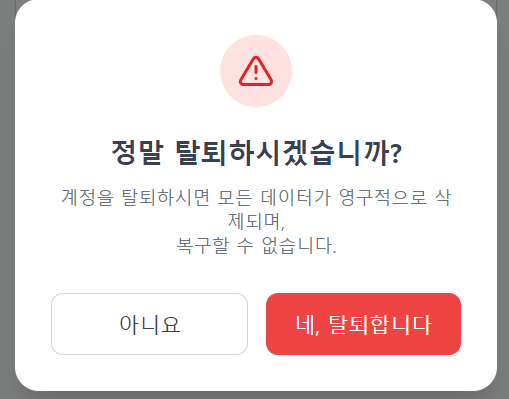 정말 탈퇴하시겠습니까?
계정을 탈퇴하시면 모든 데이터가 영구적으로 삭
제되며,
복구할 수 없습니다.
아니요
네, 탈퇴합니다